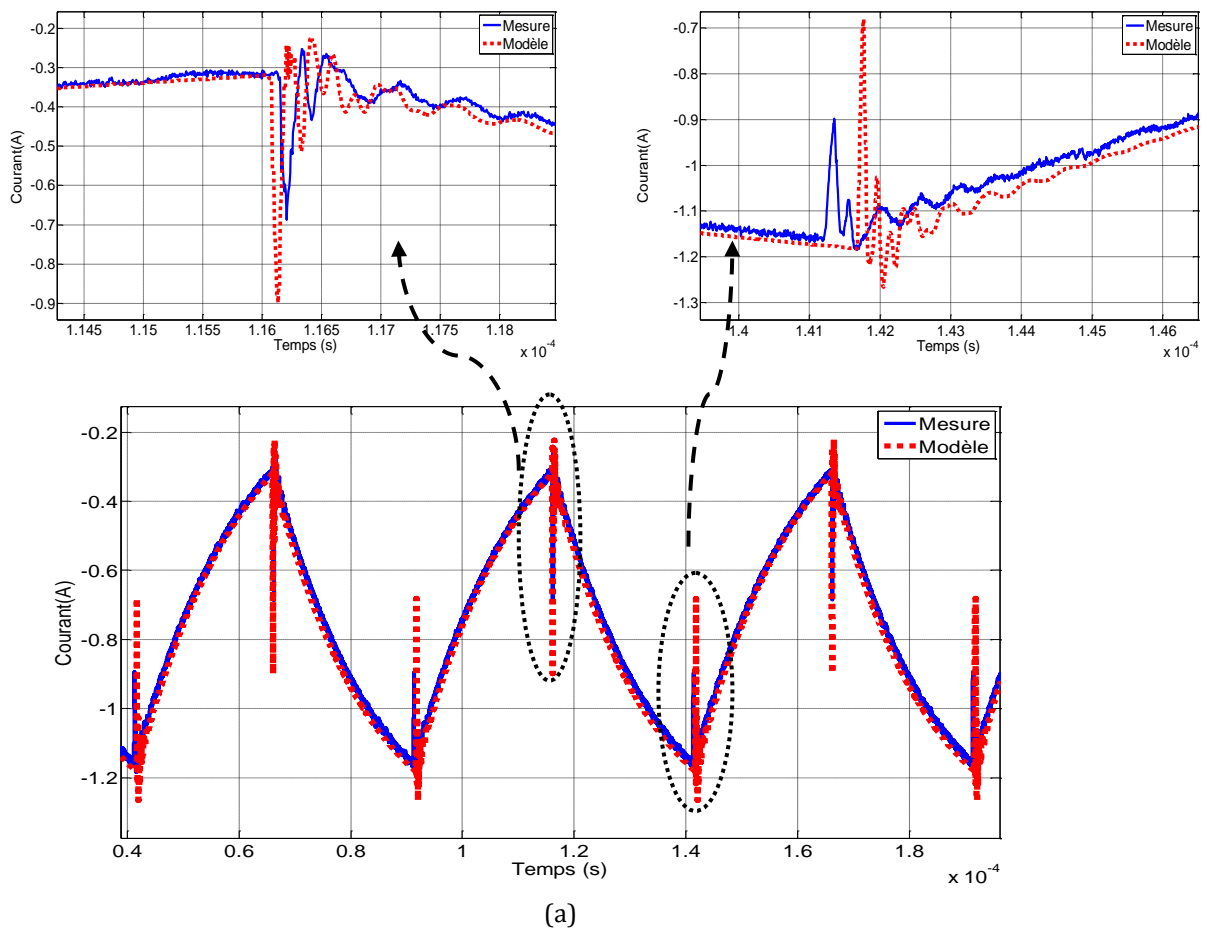 -0.2
-0.3
-0.4
-0.5
-0.6
-0.7
-0.8
-0.9
Courant(A)
Mesure
Modèle
1.145 1.15 1.155 1.16 1.165 1.17 1.175 1.18
Temps (s)
x 10-4
-0.7
-0.8
-0.9
-1
-1.1
-1.2
-1.3
Courant(A)
Mesure
Modèle
1.4 1.41 1.42 1.43 1.44 1.45 1.46
Temps (s)
x 10-4
-0.2
-0.4
-0.6
-0.8
-1
-1.2
Courant(A)
Mesure
Modèle
0.4 0.6 0.8 1 1.2 1.4 1.6 1.8
Temps (s)
x 10-4
(a)